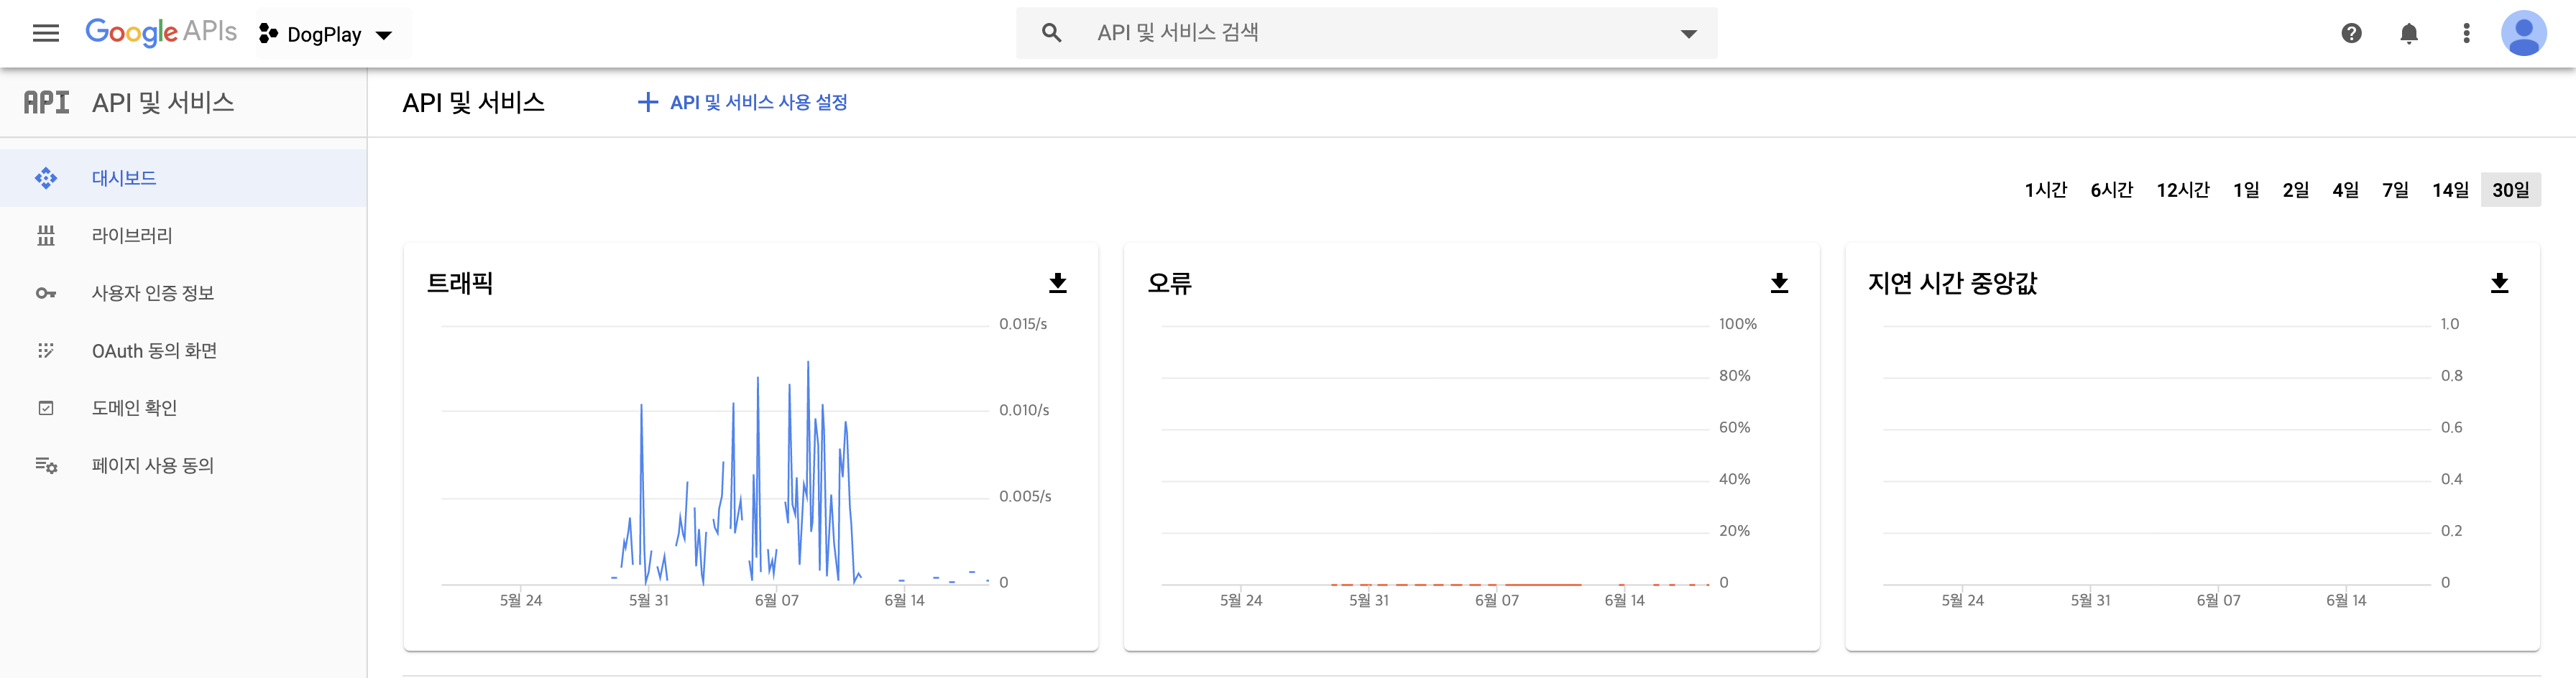 Google APIs DogPlay API 및 서비스 검색
API API 및 서비스
API 및 서비스 API 및 서비스 사용 설정
대시보드
라이브러리
사용자 인증 정보
OAuth 동의 화면
도메인 확인
페이지 사용 동의
1시간 6시간 12시간 1일 2일 4일 7일 14일 30일
트래픽
0.015/s
0.010/s
0.005/s
0
5월 24 5월 31 6월 07 6월 14
오류
100%
80%
60%
40%
20%
0
5월 24 5월 31 6월 07 6월 14
지연 시간 중앙값
1.0
0.8
0.6
0.4
0.2
0
5월 24 5월 31 6월 07 6월 14